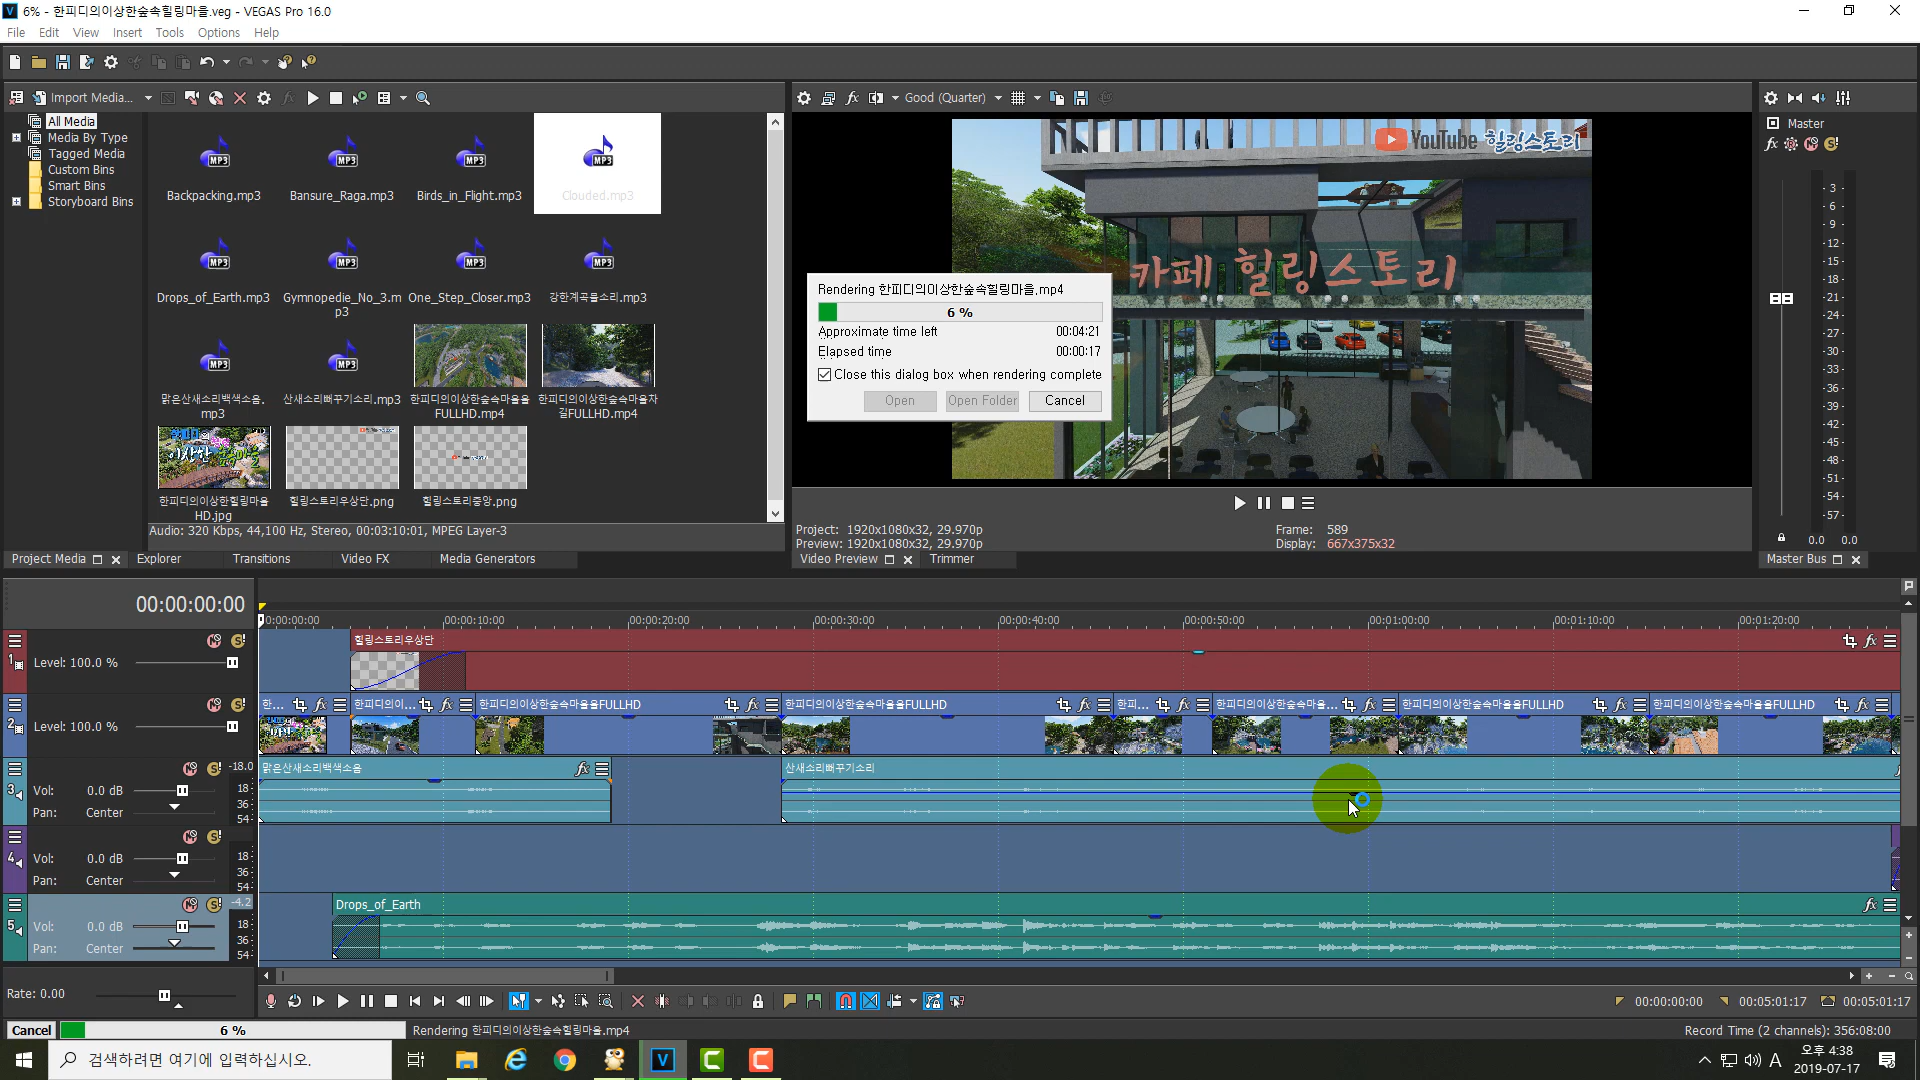 6% - 한피디의이상한숲속힐링마을.veg - VEGAS Pro 16.0
File Edit View Insert Tools Options Help
Import Media...
Good (Quarter)
All Media
Media By Type
Tagged Media
Custom Bins
Smart Bins
Storyboard Bins
Backpacking.mp3 Bansure_Raga.mp3 Birds_in_Flight.mp3 Clouded.mp3
Drops_of_Earth.mp3 Gymnopedie_No_3.mp3 One_Step_Closer.mp3 강한계곡물소리.mp3
맑은산새소리백색소음.mp3 산새소리뻐꾸기소리.mp3 한피디의이상한숲속마을을FULLHD.mp4 한피디의이상한숲속마을차길FULLHD.mp4
한피디의이상한힐링마을HD.jpg 힐링스토리우상단.png 힐링스토리중앙.png
Audio: 320 Kbps, 44,100 Hz, Stereo, 00:03:10:01, MPEG Layer-3
Project Media Explorer Transitions Video FX Media Generators
YouTube 힐링스토리
카페 힐링스토리
Rendering 한피디의이상한숲속힐링마을.mp4
6 %
Approximate time left 00:04:21
Elapsed time 00:00:17
Close this dialog box when rendering complete
Open Open Folder Cancel
Project: 1920x1080x32, 29.970p
Preview: 1920x1080x32, 29.970p
Frame: 589
Display: 667x375x32
Video Preview Trimmer
Master
-3
-6
-9
-12
-15
-18
-21
-24
-27
-30
-33
-36
-39
-42
-45
-48
-51
-54
-57
0.0 0.0
Master Bus
00:00:00:00
0:00:00:00 00:00:10:00 00:00:20:00 00:00:30:00 00:00:40:00 00:00:50:00 00:01:00:00 00:01:10:00 00:01:20:00
힐링스토리우상단
1 Level: 100.0 %
한... 한피디의이... 한피디의이상한숲속마을을FULLHD 한피디의이상한숲속마을을FULLHD 한피... 한피디의이상한숲속마을... 한피디의이상한숲속마을을FULLHD 한피디의이상한숲속마을을FULLHD
2 Level: 100.0 %
맑은산새소리백색소음 산새소리뻐꾸기소리
3 Vol: 0.0 dB
Pan: Center
-18.0
18
36
54
4 Vol: 0.0 dB
Pan: Center
18
36
54
Drops_of_Earth
5 Vol: 0.0 dB
Pan: Center
-4.2
18
36
54
Rate: 0.00
00:00:00:00 00:05:01:17 00:05:01:17
Cancel 6 % Rendering 한피디의이상한숲속힐링마을.mp4
Record Time (2 channels): 356:08:00
검색하려면 여기에 입력하십시오.
A
오후 4:38
2019-07-17